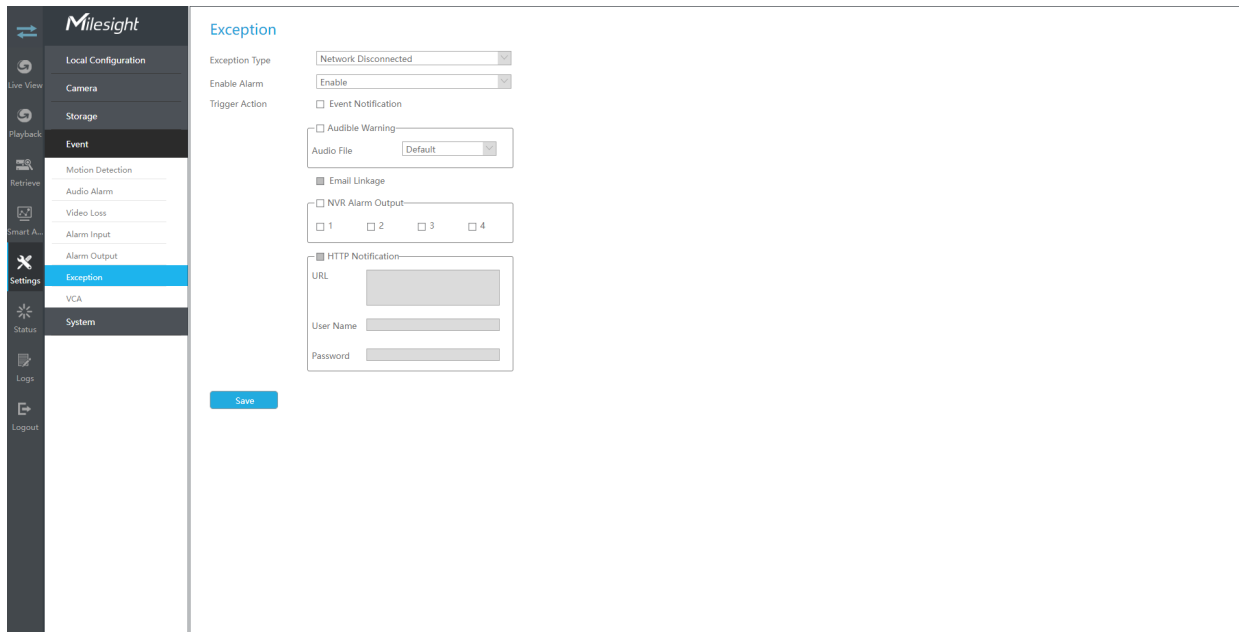 Milesight
Live View
Playback
Retrieve
Smart A...
Settings
Status
Logs
Logout
Local Configuration
Camera
Storage
Event
Motion Detection
Audio Alarm
Video Loss
Alarm Input
Alarm Output
Exception
VCA
System
Exception
Exception Type Network Disconnected
Enable Alarm Enable
Trigger Action Event Notification
Audible Warning
Audio File Default
Email Linkage
NVR Alarm Output
1 2 3 4
HTTP Notification
URL
User Name
Password
Save